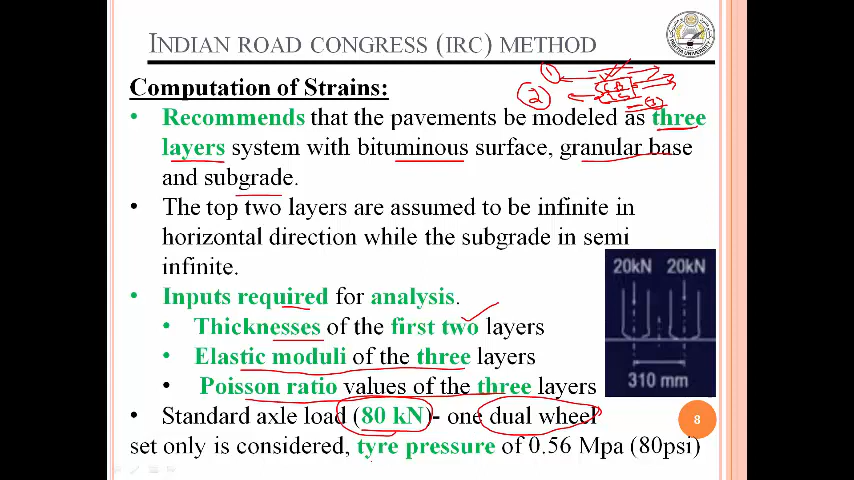 INDIAN ROAD CONGRESS (IRC) METHOD
Computation of Strains:
1
2
3
• Recommends that the pavements be modeled as three
layers system with bituminous surface, granular base
and subgrade.
• The top two layers are assumed to be infinite in
horizontal direction while the subgrade in semi
infinite.
• Inputs required for analysis.
• Thicknesses of the first two layers
• Elastic moduli of the three layers
• Poisson ratio values of the three layers
20kN 20kN
310 mm
• Standard axle load (80 kN)- one dual wheel
set only is considered, tyre pressure of 0.56 Mpa (80psi)
8